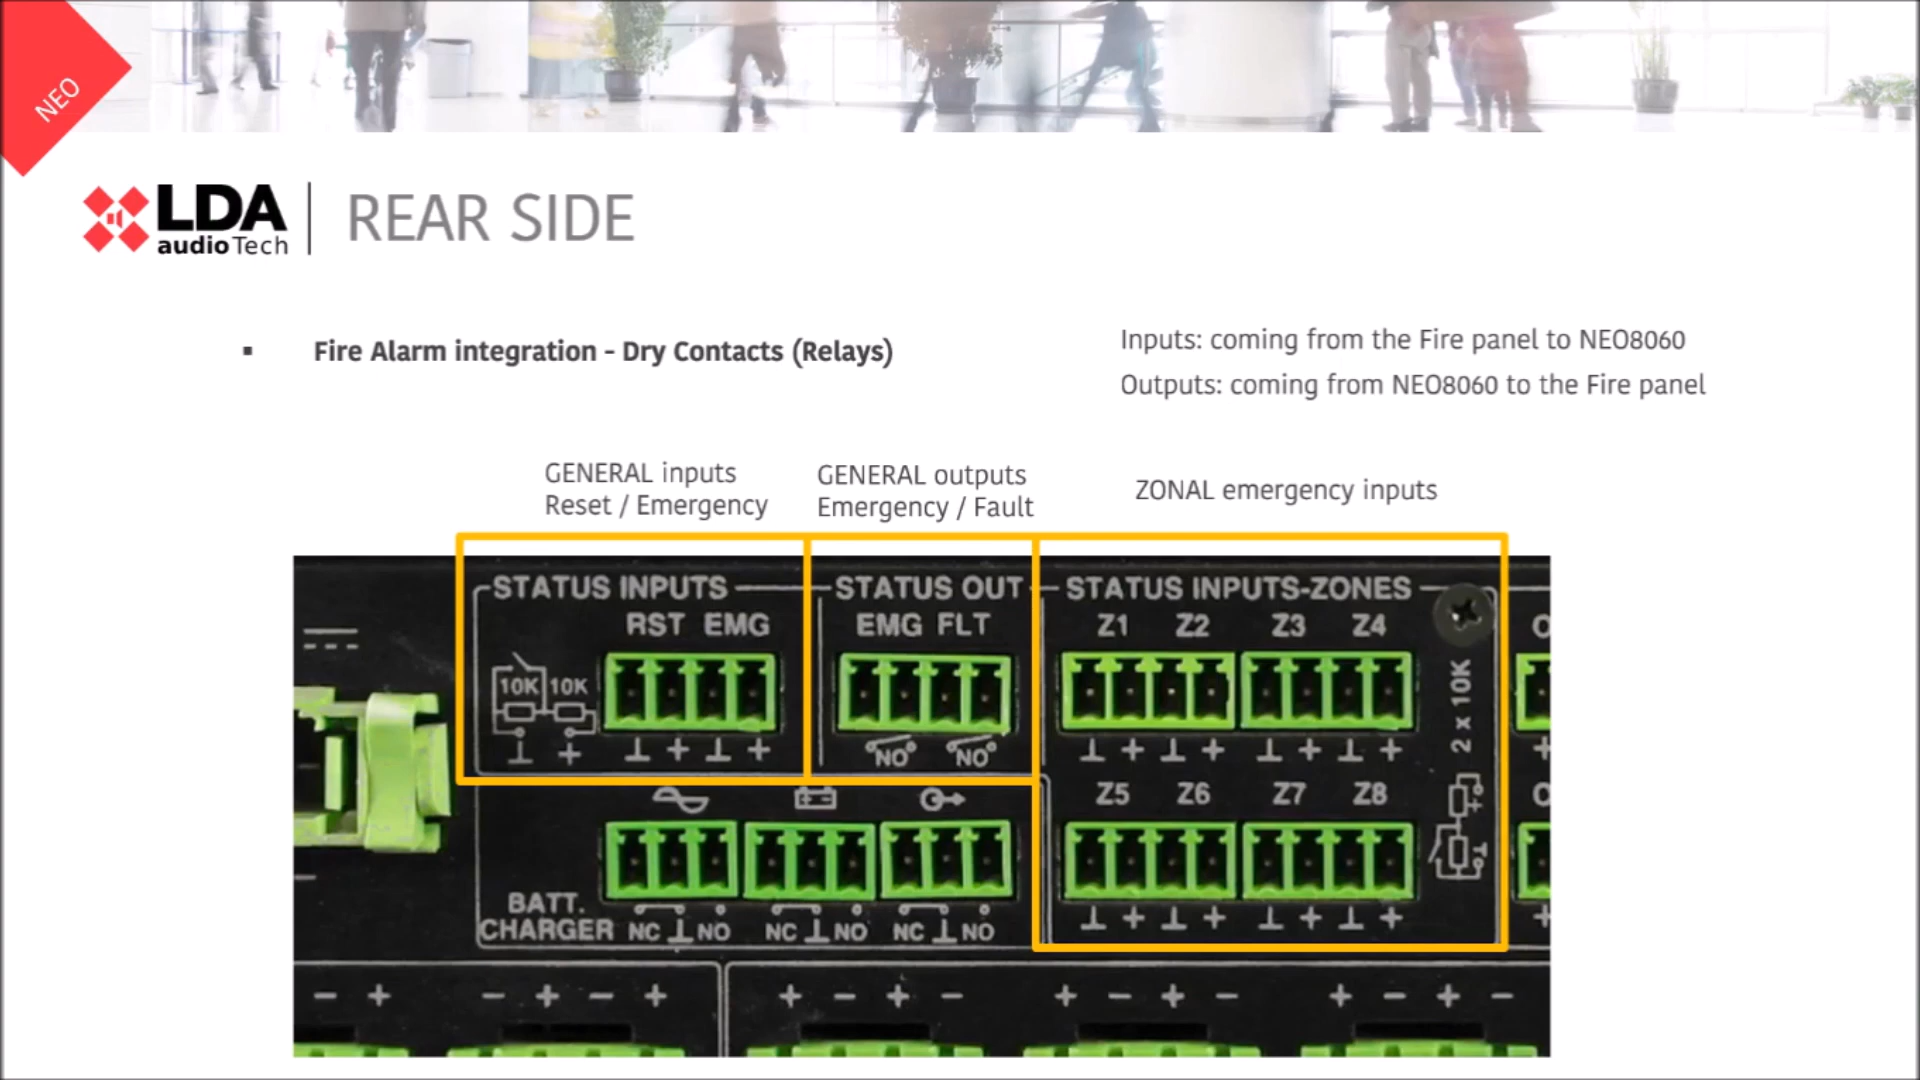 NEO
LDA
audioTech
REAR SIDE
▪ Fire Alarm integration - Dry Contacts (Relays)
Inputs: coming from the Fire panel to NEO8060
Outputs: coming from NEO8060 to the Fire panel
GENERAL inputs
Reset / Emergency
GENERAL outputs
Emergency / Fault
ZONAL emergency inputs
STATUS INPUTS
RST EMG
10K 10K
⊥ +
⊥ + ⊥ +
STATUS OUT
EMG FLT
NO NO
STATUS INPUTS-ZONES
Z1 Z2 Z3 Z4
⊥ + ⊥ + ⊥ + ⊥ +
2 x 10K
Z5 Z6 Z7 Z8
⊥ + ⊥ + ⊥ + ⊥ +
BATT.
CHARGER
NC ⊥ NO NC ⊥ NO NC ⊥ NO
- + - + - + + - + - + - + - + - + -